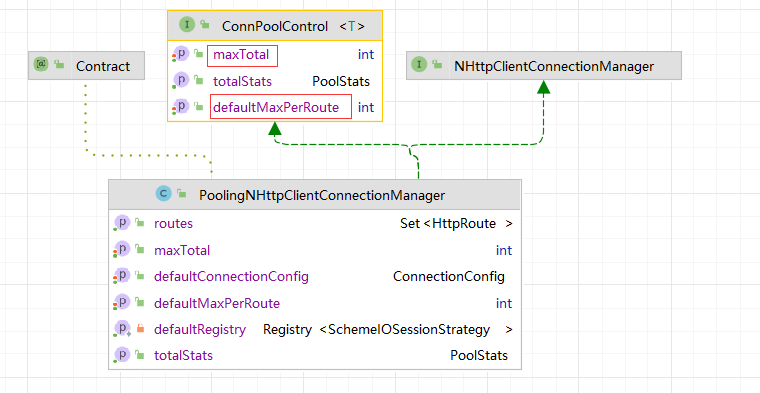 ConnPoolControl <T>
maxTotal int
totalStats PoolStats
defaultMaxPerRoute int
Contract
NHttpClientConnectionManager
PoolingNHttpClientConnectionManager
routes Set <HttpRoute >
maxTotal int
defaultConnectionConfig ConnectionConfig
defaultMaxPerRoute int
defaultRegistry Registry <SchemeIOSessionStrategy >
totalStats PoolStats